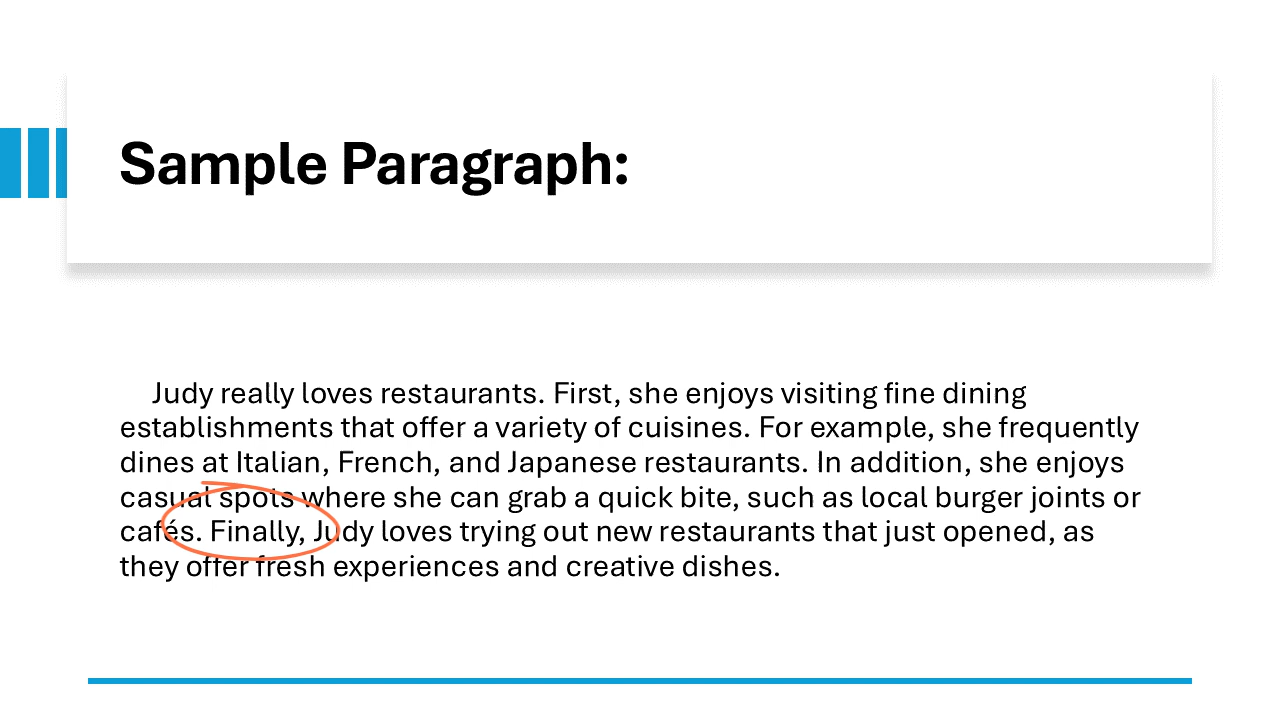 Sample Paragraph:
Judy really loves restaurants. First, she enjoys visiting fine dining
establishments that offer a variety of cuisines. For example, she frequently
dines at Italian, French, and Japanese restaurants. In addition, she enjoys
casual spots where she can grab a quick bite, such as local burger joints or
cafés. Finally, Judy loves trying out new restaurants that just opened, as
they offer fresh experiences and creative dishes.